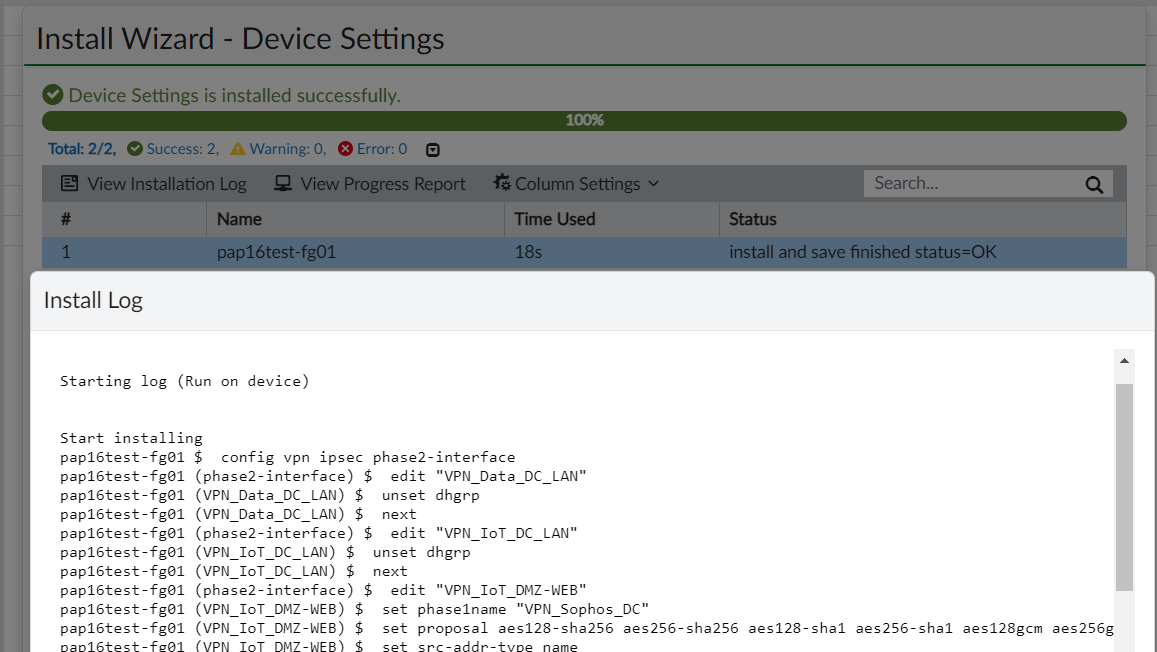 Install Wizard - Device Settings
Device Settings is installed successfully.
100%
Total: 2/2, Success: 2, Warning: 0, Error: 0
View Installation Log View Progress Report Column Settings Search...
# Name Time Used Status
1 pap16test-fg01 18s install and save finished status=OK
Install Log
Starting log (Run on device)
Start installing
pap16test-fg01 $  config vpn ipsec phase2-interface
pap16test-fg01 (phase2-interface) $  edit "VPN_Data_DC_LAN"
pap16test-fg01 (VPN_Data_DC_LAN) $  unset dhgrp
pap16test-fg01 (VPN_Data_DC_LAN) $  next
pap16test-fg01 (phase2-interface) $  edit "VPN_IoT_DC_LAN"
pap16test-fg01 (VPN_IoT_DC_LAN) $  unset dhgrp
pap16test-fg01 (VPN_IoT_DC_LAN) $  next
pap16test-fg01 (phase2-interface) $  edit "VPN_IoT_DMZ-WEB"
pap16test-fg01 (VPN_IoT_DMZ-WEB) $  set phase1name "VPN_Sophos_DC"
pap16test-fg01 (VPN_IoT_DMZ-WEB) $  set proposal aes128-sha256 aes256-sha256 aes128-sha1 aes256-sha1 aes128gcm aes256g
pap16test-fg01 (VPN_IoT_DMZ-WEB) $  set src-addr-type name